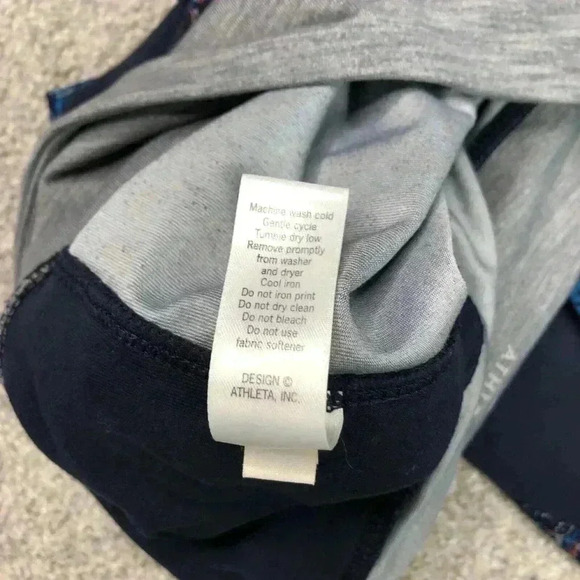 Machine wash cold
Gentle cycle
Tumble dry low
Remove promptly
from washer
and dryer
Cool iron
Do not iron print
Do not dry clean
Do not bleach
Do not use
fabric softener
DESIGN ©
ATHLETA, INC.